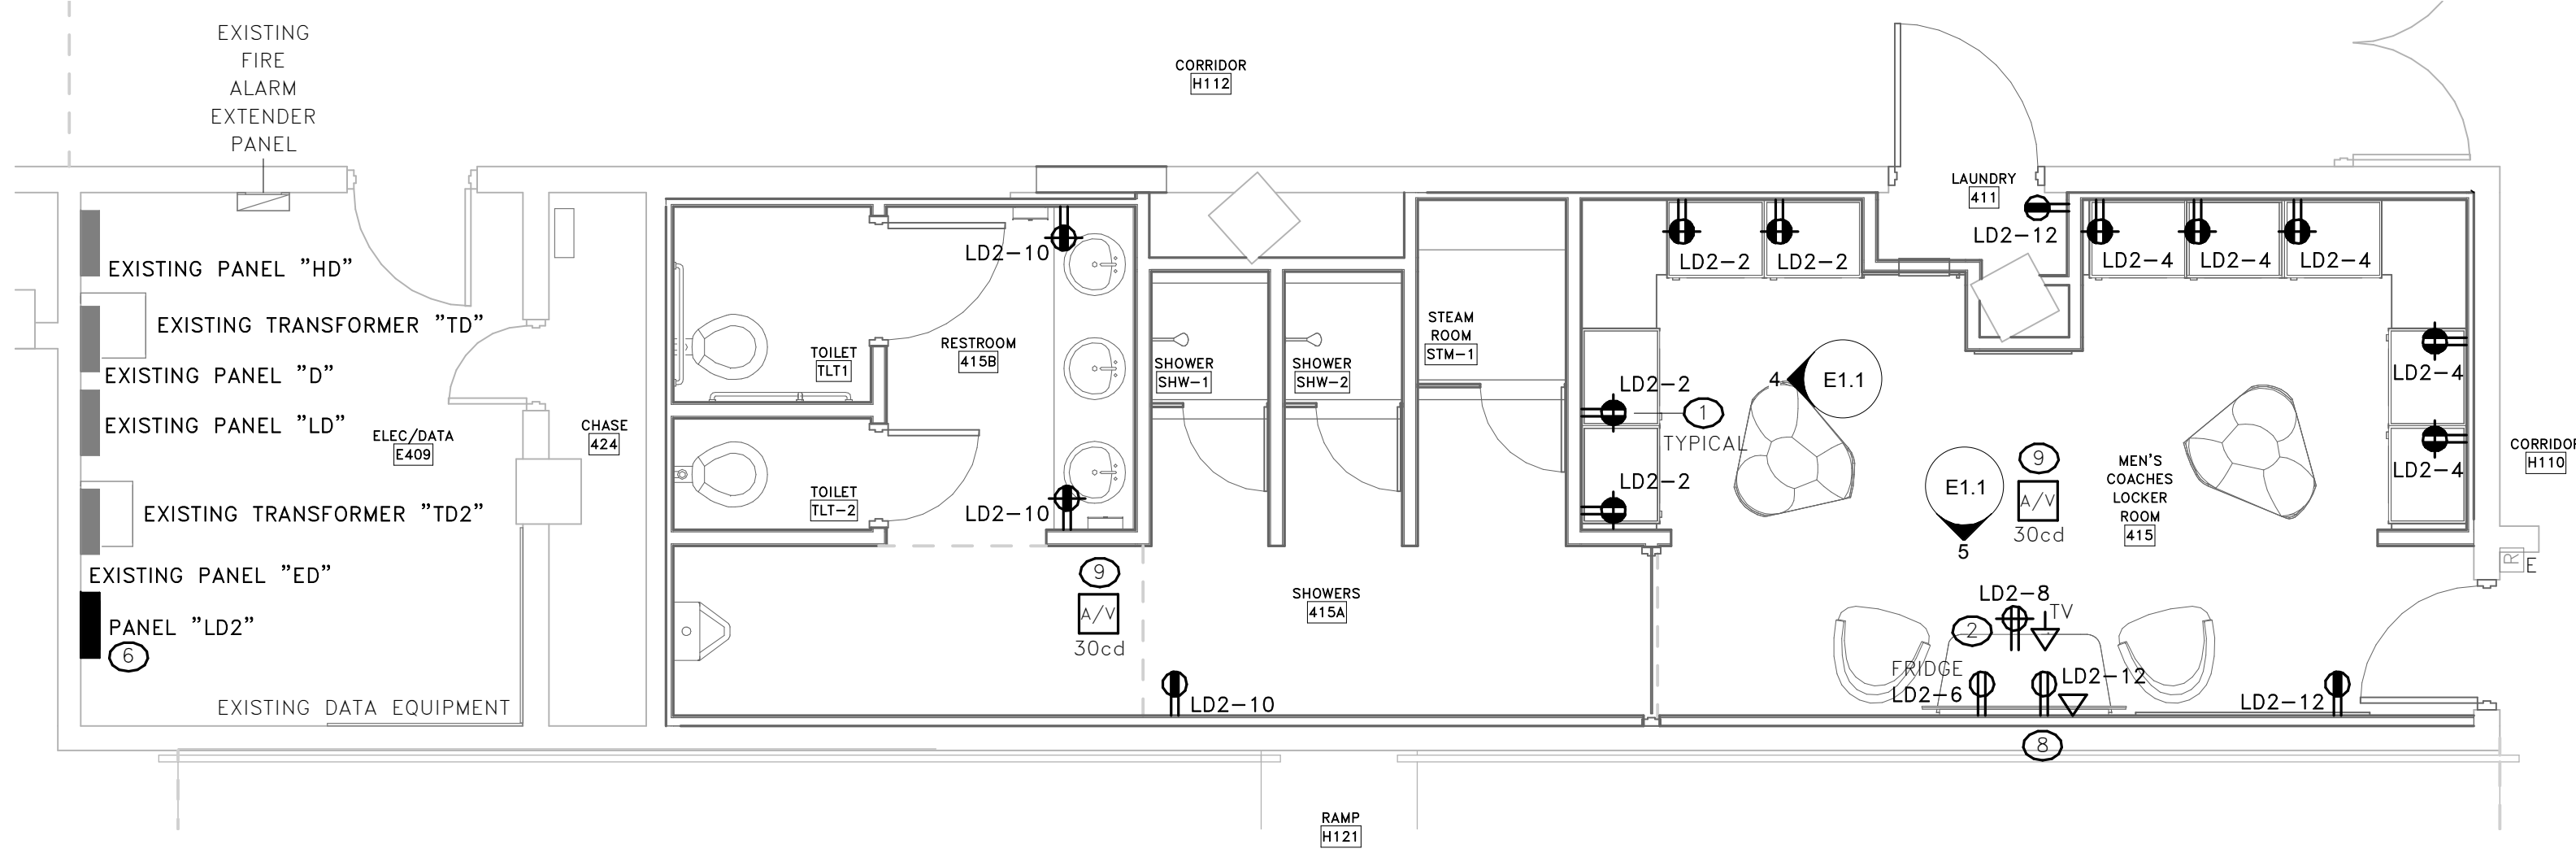 EXISTING
FIRE
ALARM
EXTENDER
PANEL
CORRIDOR
H112
EXISTING PANEL "HD"
EXISTING TRANSFORMER "TD"
EXISTING PANEL "D"
EXISTING PANEL "LD"
ELEC/DATA
E409
EXISTING TRANSFORMER "TD2"
EXISTING PANEL "ED"
PANEL "LD2"
6
EXISTING DATA EQUIPMENT
CHASE
424
TOILET
TLT1
TOILET
TLT-2
RESTROOM
415B
LD2-10
LD2-10
9
A/V
30cd
LD2-10
SHOWER
SHW-1
SHOWER
SHW-2
STEAM
ROOM
STM-1
SHOWERS
415A
LAUNDRY
411
LD2-12
LD2-2
LD2-2
LD2-4
LD2-4
LD2-4
LD2-2
1
TYPICAL
LD2-2
4
E1.1
E1.1
5
9
A/V
30cd
MEN'S
COACHES
LOCKER
ROOM
415
LD2-4
LD2-4
CORRIDOR
H110
R
E
LD2-8
TV
2
FRIDGE
LD2-6
LD2-12
LD2-12
8
RAMP
H121